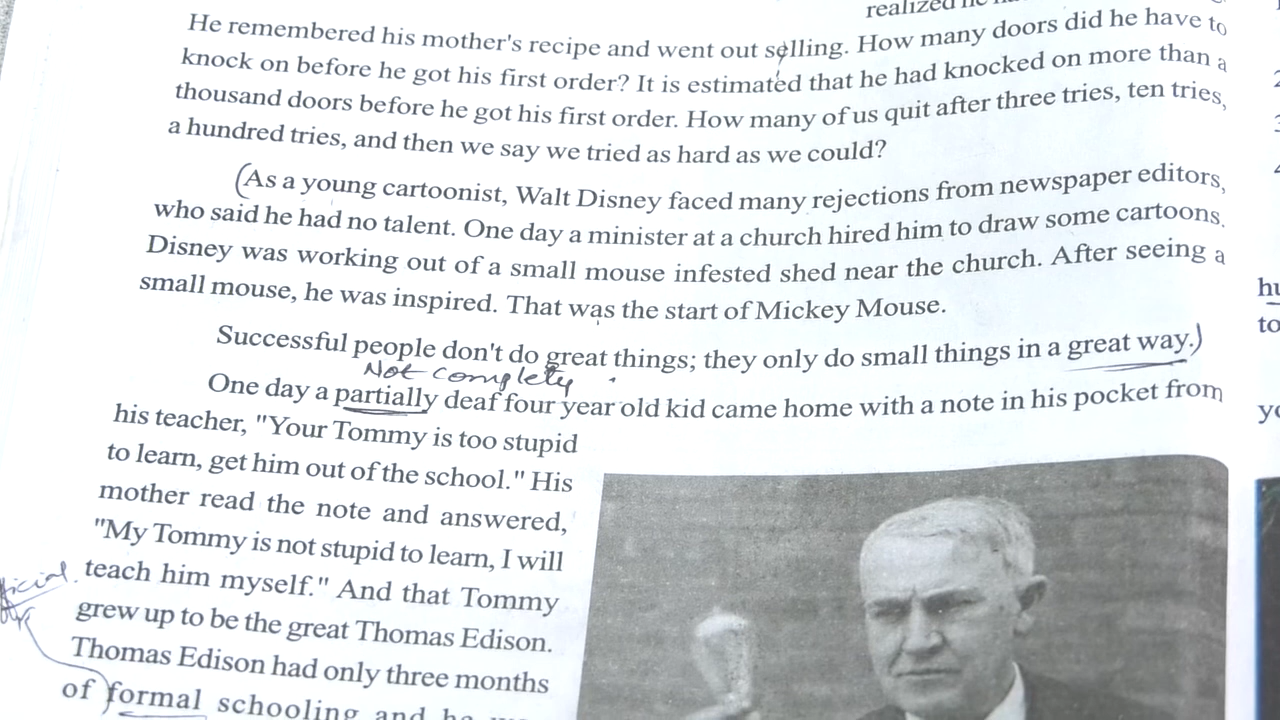 realized he
He remembered his mother's recipe and went out selling. How many doors did he have to
knock on before he got his first order? It is estimated that he had knocked on more than a
thousand doors before he got his first order. How many of us quit after three tries, ten tries,
a hundred tries, and then we say we tried as hard as we could?
(As a young cartoonist, Walt Disney faced many rejections from newspaper editors,
who said he had no talent. One day a minister at a church hired him to draw some cartoons.
Disney was working out of a small mouse infested shed near the church. After seeing a
small mouse, he was inspired. That was the start of Mickey Mouse.
Successful people don't do great things; they only do small things in a great way.)
Not complety
One day a partially deaf four year old kid came home with a note in his pocket from
his teacher, "Your Tommy is too stupid
to learn, get him out of the school." His
mother read the note and answered,
"My Tommy is not stupid to learn, I will
teach him myself." And that Tommy
grew up to be the great Thomas Edison.
Thomas Edison had only three months
of formal schooling and he